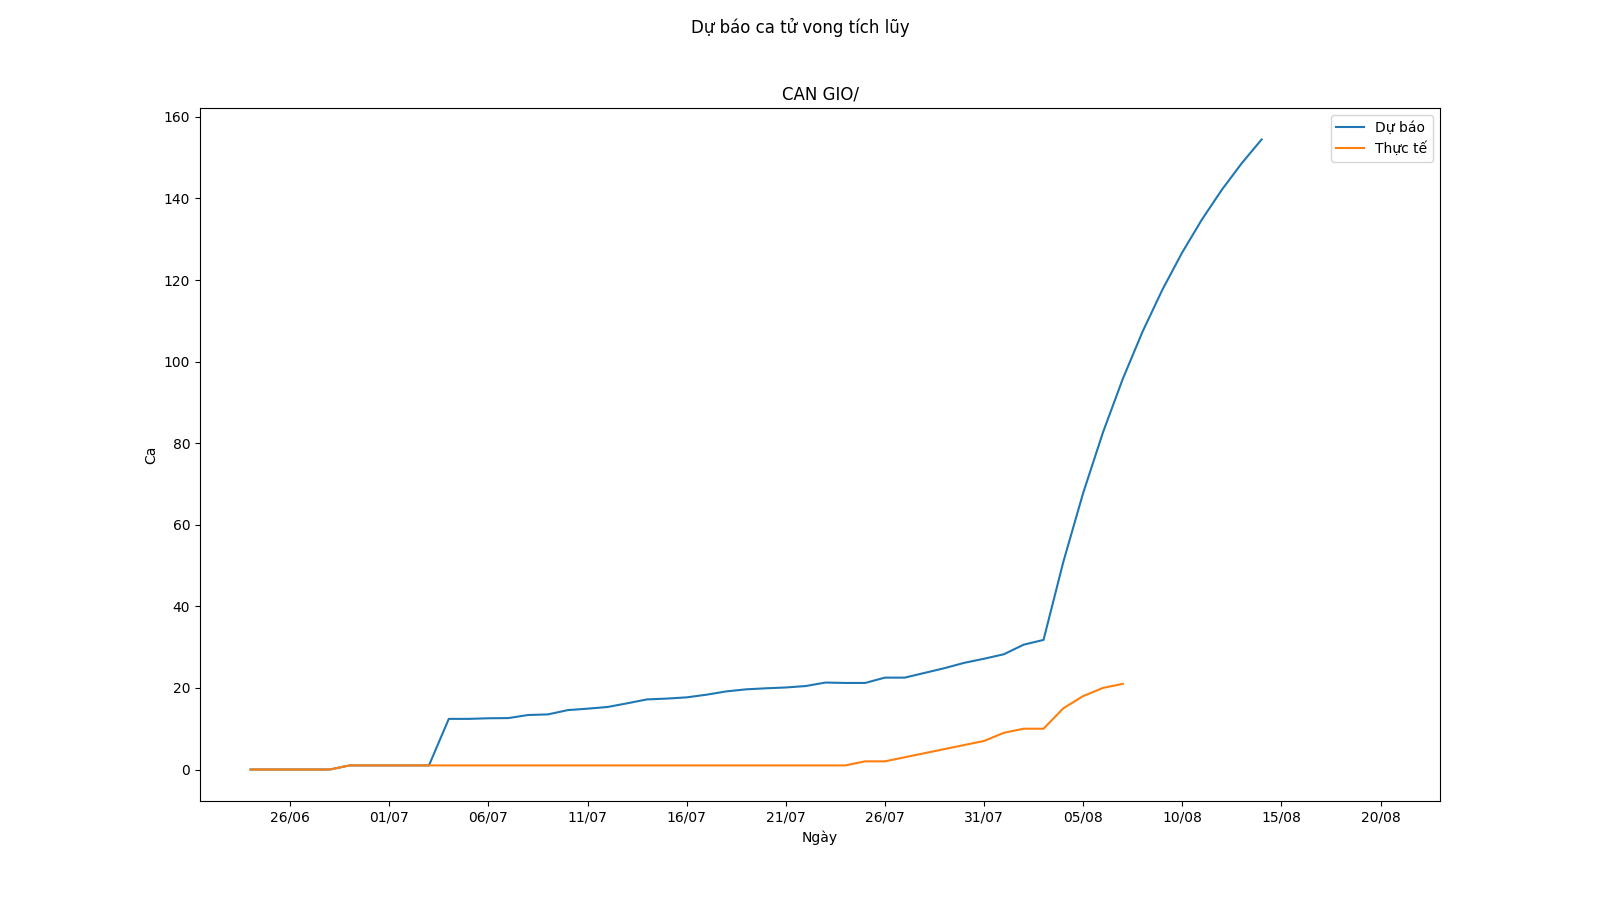 Dự báo ca tử vong tích lũy
CAN GIO/
Dự báo
Thực tế
160
140
120
100
80
60
40
20
0
Ca
26/06 01/07 06/07 11/07 16/07 21/07 26/07 31/07 05/08 10/08 15/08 20/08
Ngày